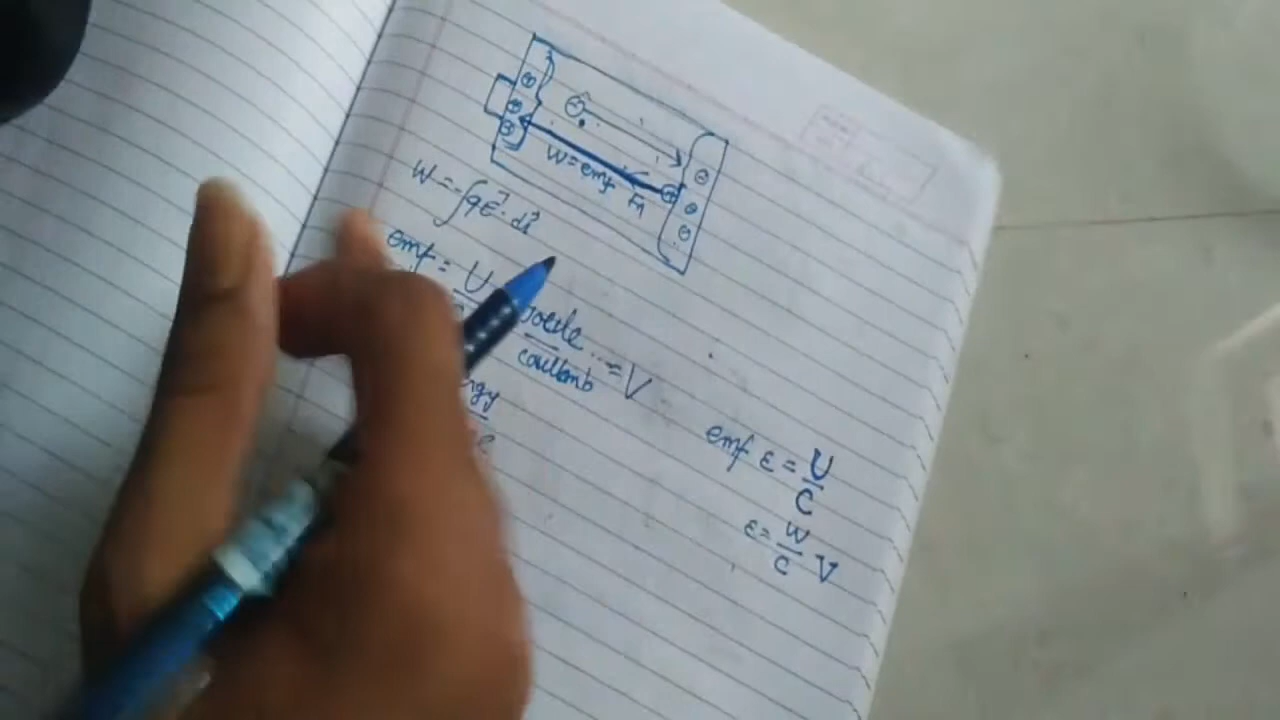 W = emf
W = -∫qE⃗·dl⃗
emf = U
Joule
coulomb
= V
emf ε = U/C
ε = W/C V